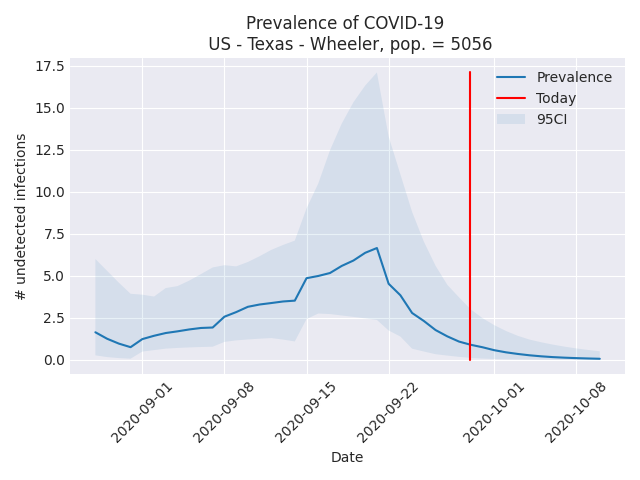 Prevalence of COVID-19
US - Texas - Wheeler, pop. = 5056
17.5
15.0
12.5
10.0
7.5
5.0
2.5
0.0
# undetected infections
Prevalence
Today
95CI
2020-09-01
2020-09-08
2020-09-15
2020-09-22
2020-10-01
2020-10-08
Date